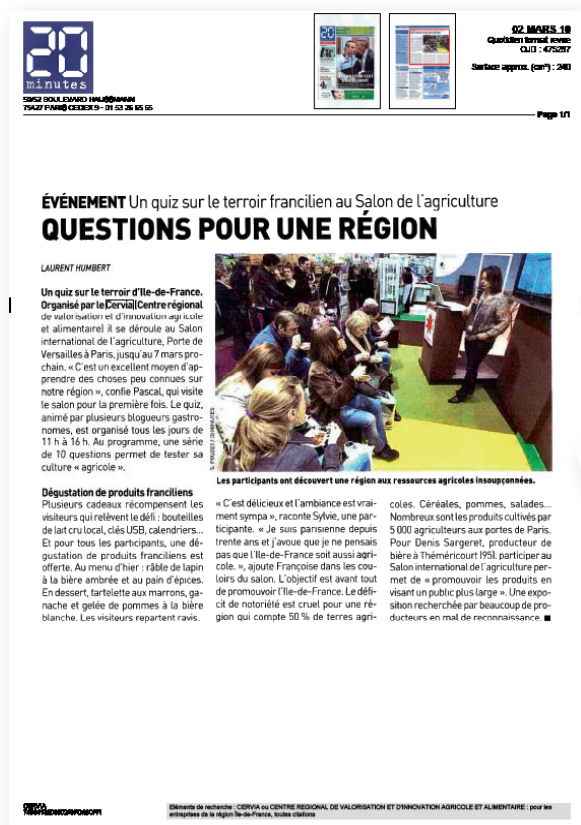 20
minutes
50/52 BOULEVARD HAUSSMANN
75427 PARIS CEDEX 9 - 01 53 26 65 65
02 MARS 10
Quotidien format revue
OJD : 475287
Surface approx. (cm²) : 240
Page 1/1
ÉVÉNEMENT Un quiz sur le terroir francilien au Salon de l'agriculture
QUESTIONS POUR UNE RÉGION
LAURENT HUMBERT
Un quiz sur le terroir d'Ile-de-France.
Organisé par le Cervia (Centre régional
de valorisation et d'innovation agricole
et alimentaire) il se déroule au Salon
international de l'agriculture, Porte de
Versailles à Paris, jusqu'au 7 mars pro-
chain. « C'est un excellent moyen d'ap-
prendre des choses peu connues sur
notre région », confie Pascal, qui visite
le salon pour la première fois. Le quiz,
animé par plusieurs blogueurs gastro-
nomes, est organisé tous les jours de
11 h à 16 h. Au programme, une série
de 10 questions permet de tester sa
culture « agricole ».
S. POUZET / 20 MINUTES
Les participants ont découvert une région aux ressources agricoles insoupçonnées.
Dégustation de produits franciliens
Plusieurs cadeaux récompensent les
visiteurs qui relèvent le défi : bouteilles
de lait cru local, clés USB, calendriers...
Et pour tous les participants, une dé-
gustation de produits franciliens est
offerte. Au menu d'hier : râble de lapin
à la bière ambrée et au pain d'épices.
En dessert, tartelette aux marrons, ga-
nache et gelée de pommes à la bière
blanche. Les visiteurs repartent ravis.
« C'est délicieux et l'ambiance est vrai-
ment sympa », raconte Sylvie, une par-
ticipante. « Je suis parisienne depuis
trente ans et j'avoue que je ne pensais
pas que l'Ile-de-France soit aussi agri-
cole. », ajoute Françoise dans les cou-
loirs du salon. L'objectif est avant tout
de promouvoir l'Ile-de-France. Le défi-
cit de notoriété est cruel pour une ré-
gion qui compte 50 % de terres agri-
coles. Céréales, pommes, salades...
Nombreux sont les produits cultivés par
5 000 agriculteurs aux portes de Paris.
Pour Denis Sargeret, producteur de
bière à Théméricourt (95), participer au
Salon international de l'agriculture per-
met de « promouvoir les produits en
visant un public plus large ». Une expo-
sition recherchée par beaucoup de pro-
ducteurs en mal de reconnaissance. ■
CERVIA
Eléments de recherche : CERVIA ou CENTRE REGIONAL DE VALORISATION ET D'INNOVATION AGRICOLE ET ALIMENTAIRE : pour les
entreprises de la région Île-de-France, toutes citations